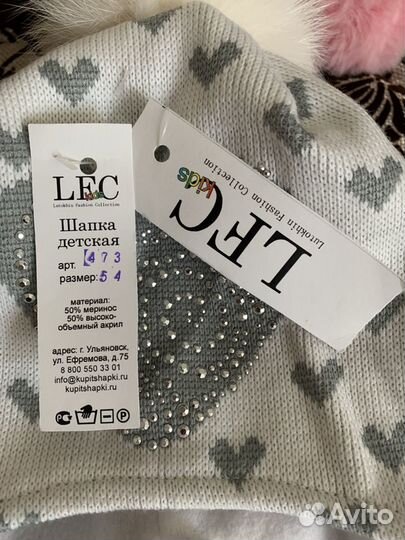 LFC
kids
Lutokhin Fashion Collection
Шапка
детская
арт. 473
размер: 54
материал:
50% меринос
50% высоко-
объемный акрил
адрес: г. Ульяновск,
ул. Ефремова, д.75
8 800 550 33 01
info@kupitshapki.ru
kupitshapki.ru
LFC
kids
Lutokhin Fashion Collection
Avito